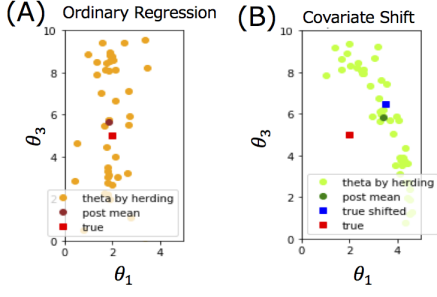 (A) Ordinary Regression
10
8
6
4
2
0
0
2
4
θ3
θ1
theta by herding
post mean
true
(B) Covariate Shift
10
8
6
4
2
0
0
2
4
θ3
θ1
theta by herding
post mean
true shifted
true